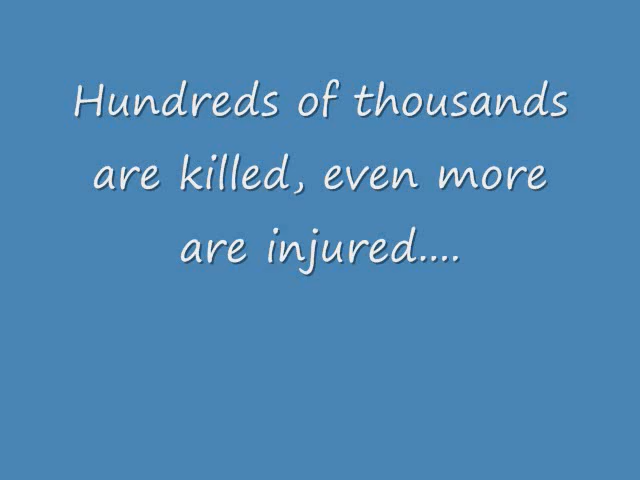 Hundreds of thousands
are killed, even more
are injured....